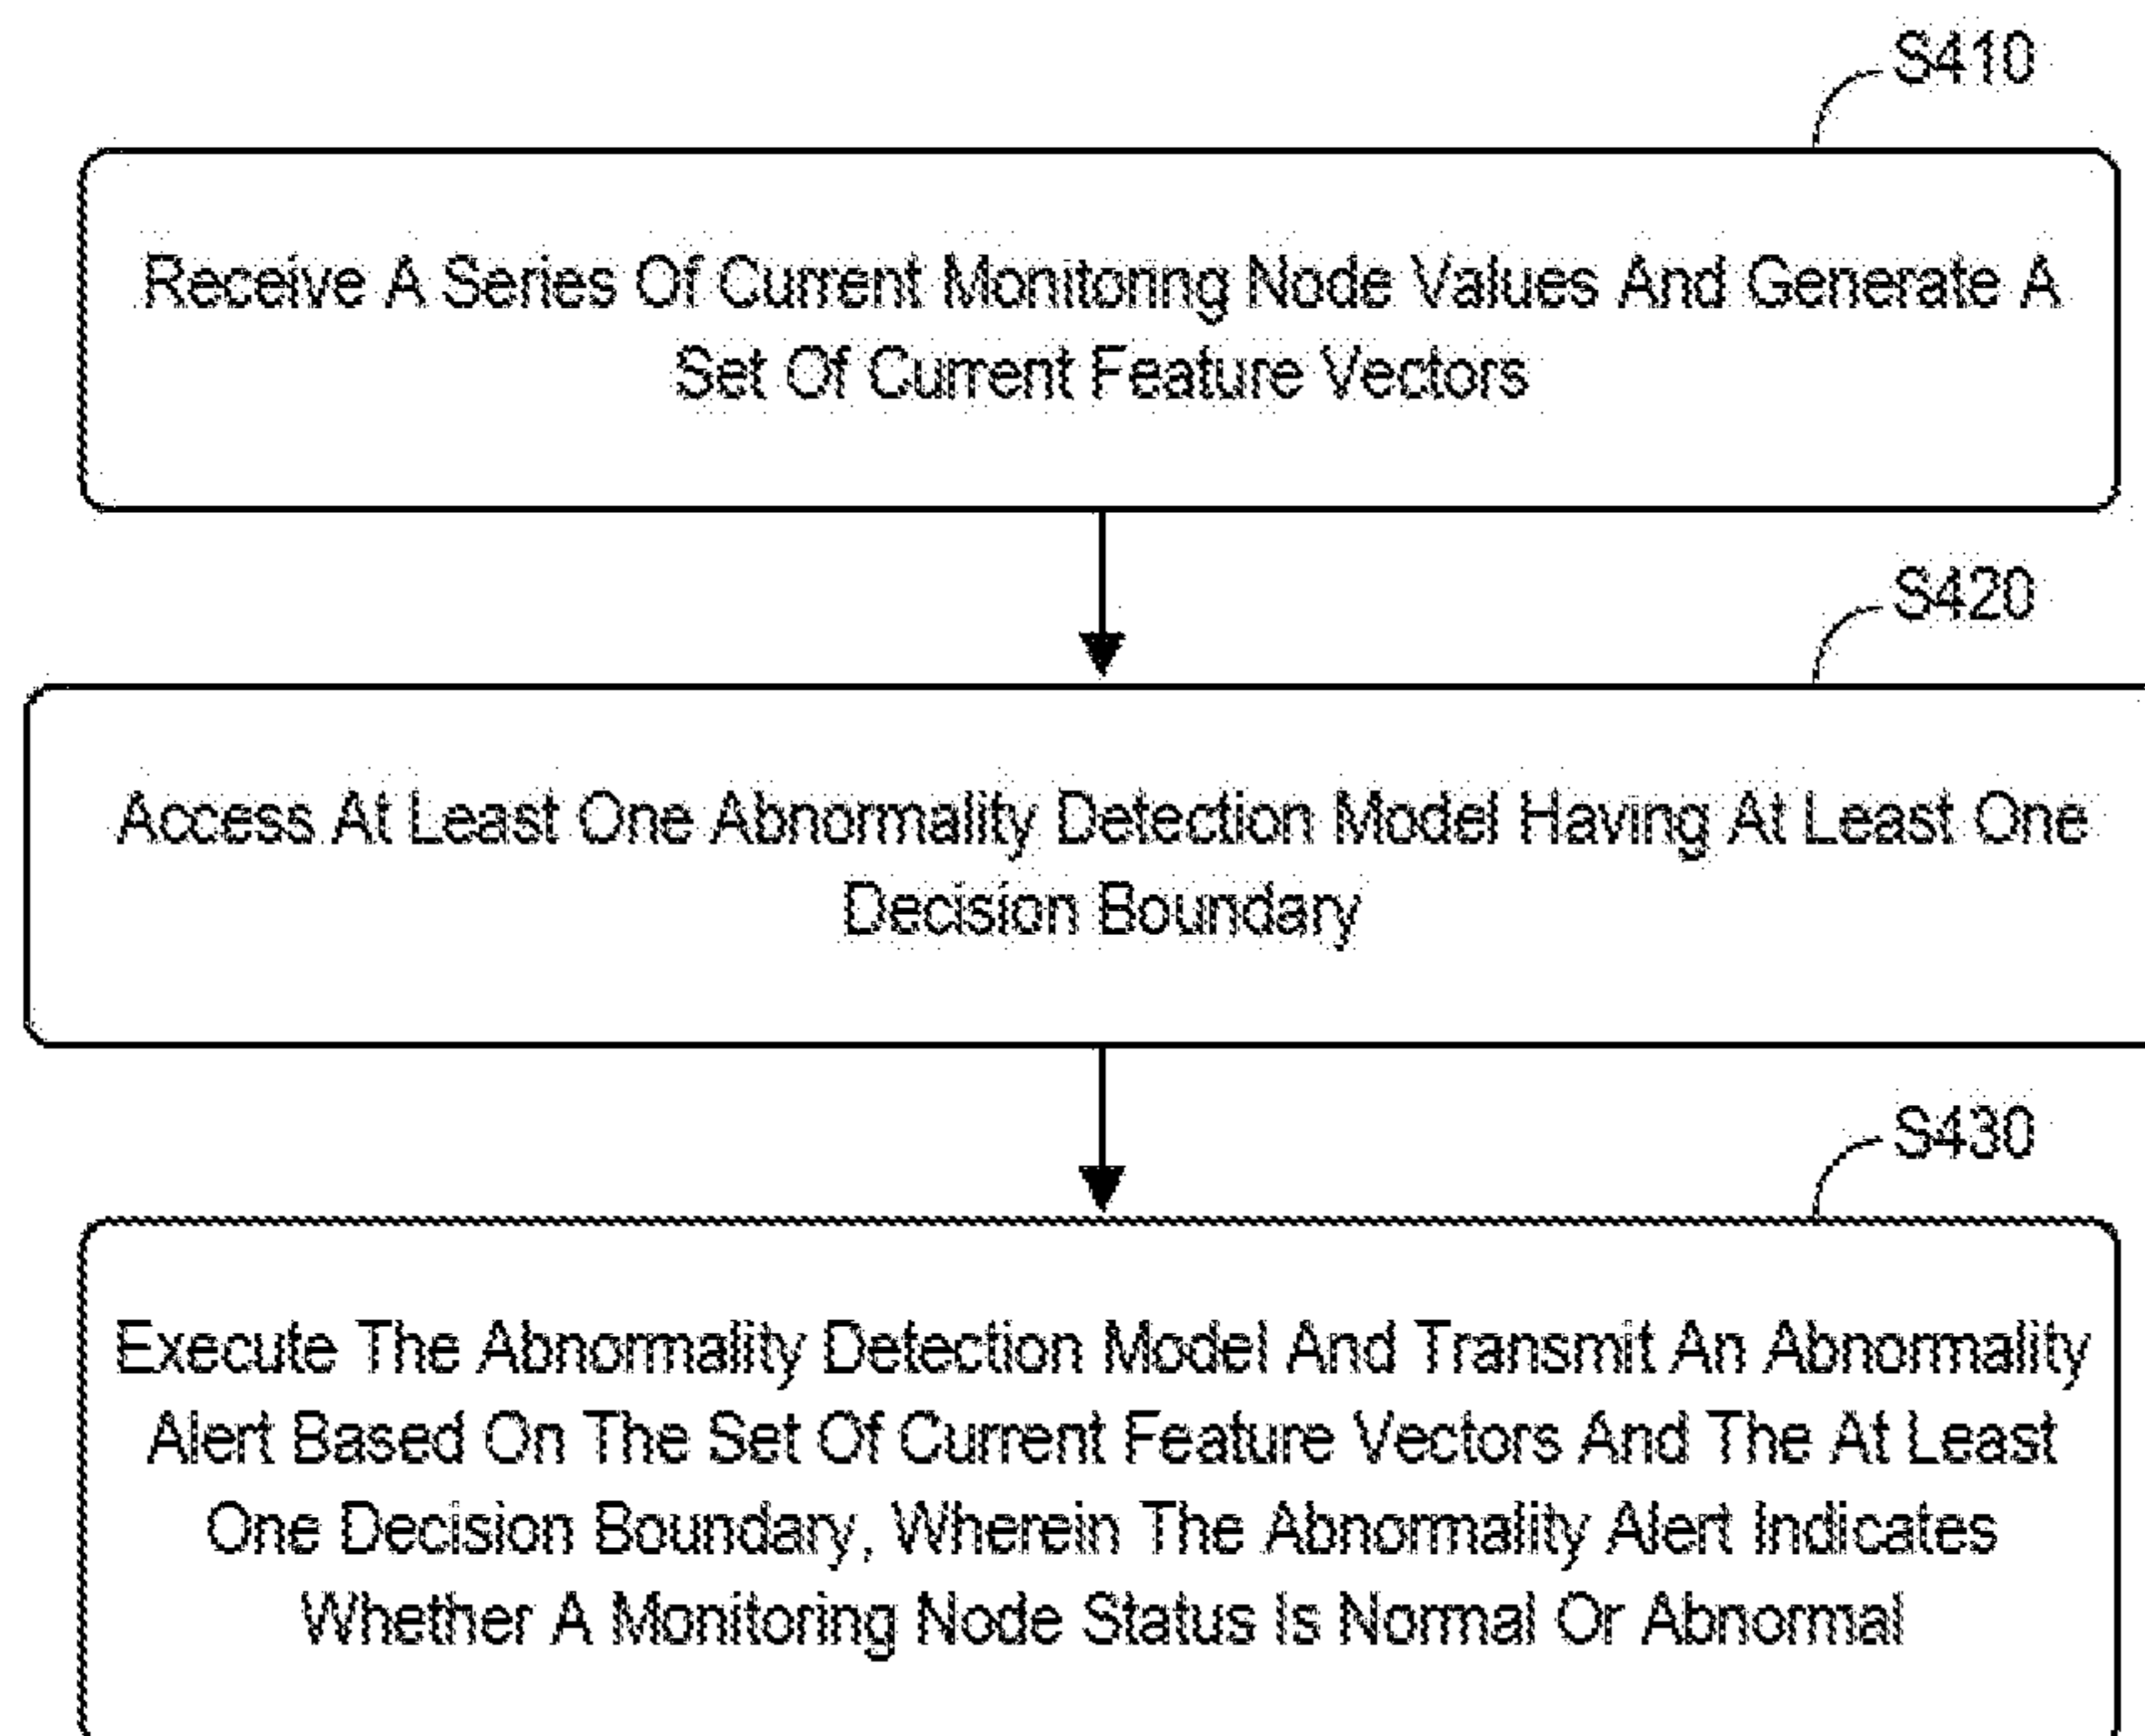 S410
Receive A Series Of Current Monitoring Node Values And Generate A
Set Of Current Feature Vectors
S420
Access At Least One Abnormality Detection Model Having At Least One
Decision Boundary
S430
Execute The Abnormality Detection Model And Transmit An Abnormality
Alert Based On The Set Of Current Feature Vectors And The At Least
One Decision Boundary, Wherein The Abnormality Alert Indicates
Whether A Monitoring Node Status Is Normal Or Abnormal